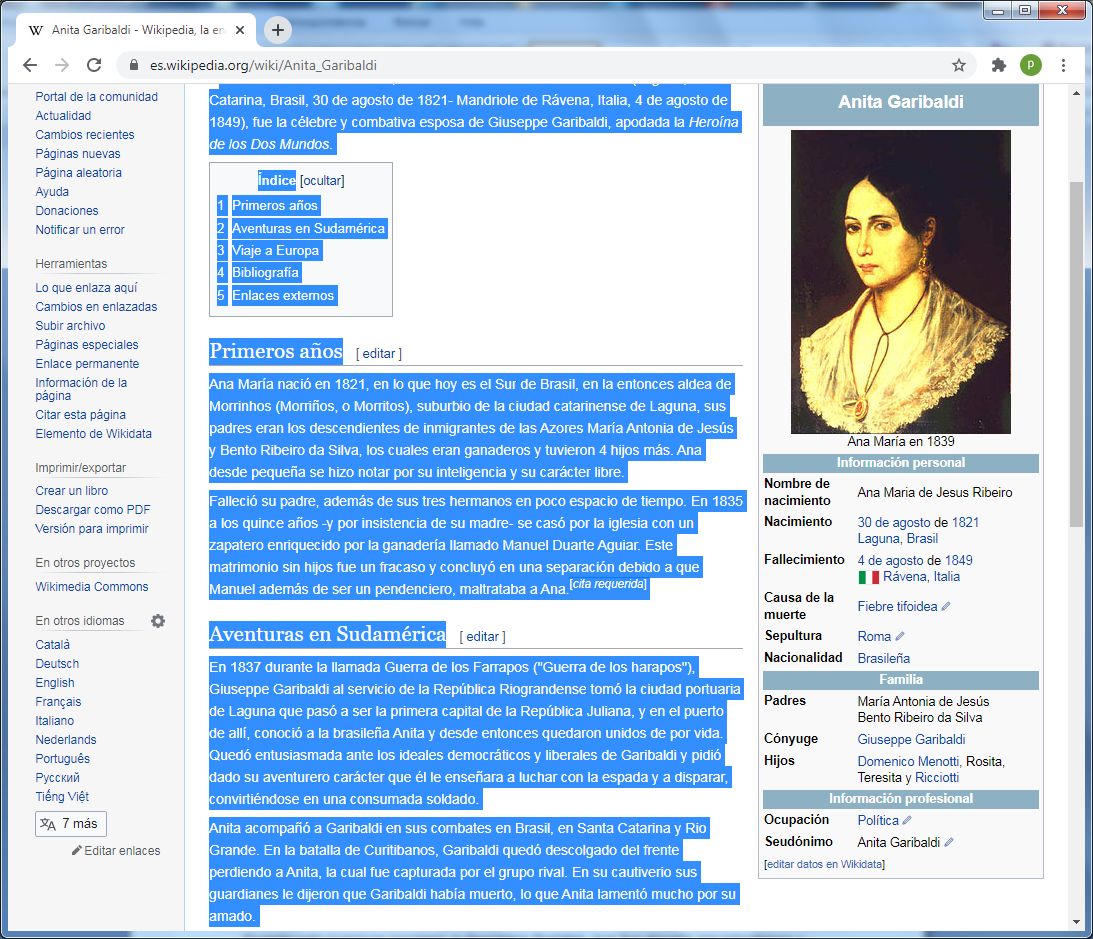 Anita Garibaldi - Wikipedia, la en
es.wikipedia.org/wiki/Anita_Garibaldi
P
Portal de la comunidad
Actualidad
Cambios recientes
Páginas nuevas
Página aleatoria
Ayuda
Donaciones
Notificar un error
Herramientas
Lo que enlaza aquí
Cambios en enlazadas
Subir archivo
Páginas especiales
Enlace permanente
Información de la
página
Citar esta página
Elemento de Wikidata
Imprimir/exportar
Crear un libro
Descargar como PDF
Versión para imprimir
En otros proyectos
Wikimedia Commons
En otros idiomas
Català
Deutsch
English
Français
Italiano
Nederlands
Português
Русский
Tiếng Việt
7 más
Editar enlaces
Catarina, Brasil, 30 de agosto de 1821- Mandriole de Rávena, Italia, 4 de agosto de
1849), fue la célebre y combativa esposa de Giuseppe Garibaldi, apodada la Heroína
de los Dos Mundos.
Índice [ocultar]
1 Primeros años
2 Aventuras en Sudamérica
3 Viaje a Europa
4 Bibliografía
5 Enlaces externos
Primeros años [ editar ]
Ana María nació en 1821, en lo que hoy es el Sur de Brasil, en la entonces aldea de
Morrinhos (Morriños, o Morritos), suburbio de la ciudad catarinense de Laguna, sus
padres eran los descendientes de inmigrantes de las Azores María Antonia de Jesús
y Bento Ribeiro da Silva, los cuales eran ganaderos y tuvieron 4 hijos más. Ana
desde pequeña se hizo notar por su inteligencia y su carácter libre.
Falleció su padre, además de sus tres hermanos en poco espacio de tiempo. En 1835
a los quince años -y por insistencia de su madre- se casó por la iglesia con un
zapatero enriquecido por la ganadería llamado Manuel Duarte Aguiar. Este
matrimonio sin hijos fue un fracaso y concluyó en una separación debido a que
Manuel además de ser un pendenciero, maltrataba a Ana.[cita requerida]
Aventuras en Sudamérica [ editar ]
En 1837 durante la llamada Guerra de los Farrapos ("Guerra de los harapos"),
Giuseppe Garibaldi al servicio de la República Riograndense tomó la ciudad portuaria
de Laguna que pasó a ser la primera capital de la República Juliana, y en el puerto
de allí, conoció a la brasileña Anita y desde entonces quedaron unidos de por vida.
Quedó entusiasmada ante los ideales democráticos y liberales de Garibaldi y pidió
dado su aventurero carácter que él le enseñara a luchar con la espada y a disparar,
convirtiéndose en una consumada soldado.
Anita acompañó a Garibaldi en sus combates en Brasil, en Santa Catarina y Rio
Grande. En la batalla de Curitibanos, Garibaldi quedó descolgado del frente
perdiendo a Anita, la cual fue capturada por el grupo rival. En su cautiverio sus
guardianes le dijeron que Garibaldi había muerto, lo que Anita lamentó mucho por su
amado.
Anita Garibaldi
Ana María en 1839
Información personal
Nombre de
nacimiento Ana Maria de Jesus Ribeiro
Nacimiento 30 de agosto de 1821
Laguna, Brasil
Fallecimiento 4 de agosto de 1849
Rávena, Italia
Causa de la
muerte Fiebre tifoidea
Sepultura Roma
Nacionalidad Brasileña
Familia
Padres María Antonia de Jesús
Bento Ribeiro da Silva
Cónyuge Giuseppe Garibaldi
Hijos Domenico Menotti, Rosita,
Teresita y Ricciotti
Información profesional
Ocupación Política
Seudónimo Anita Garibaldi
[editar datos en Wikidata]